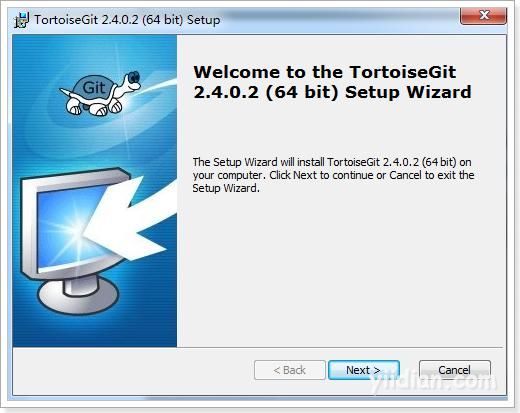 TortoiseGit 2.4.0.2 (64 bit) Setup
Git
Welcome to the TortoiseGit
2.4.0.2 (64 bit) Setup Wizard
The Setup Wizard will install TortoiseGit 2.4.0.2 (64 bit) on
your computer. Click Next to continue or Cancel to exit the
Setup Wizard.
< Back
Next >
Cancel
yiidian.com